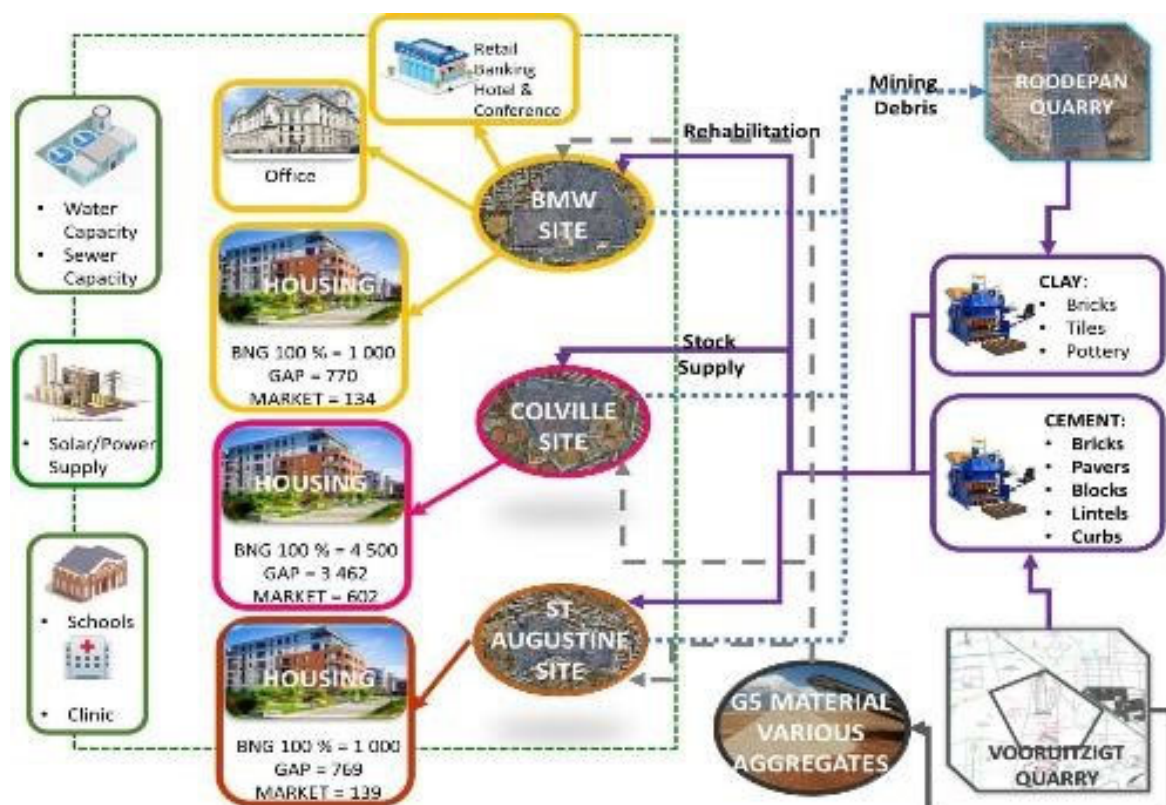 Retail
Banking
Hotel &
Conference
Office
• Water
Capacity
• Sewer
Capacity
• Solar/Power
Supply
• Schools
• Clinic
HOUSING
BNG 100 % = 1 000
GAP = 770
MARKET = 134
HOUSING
BNG 100 % = 4 500
GAP = 3 462
MARKET = 602
HOUSING
BNG 100 % = 1 000
GAP = 769
MARKET = 139
BMW
SITE
COLVILLE
SITE
ST
AUGUSTINE
SITE
Rehabilitation
Stock
Supply
Mining
Debris
ROODEPAN
QUARRY
CLAY:
• Bricks
• Tiles
• Pottery
CEMENT:
• Bricks
• Pavers
• Blocks
• Lintels
• Curbs
G5 MATERIAL
VARIOUS
AGGREGATES
VOORUITZIGT
QUARRY